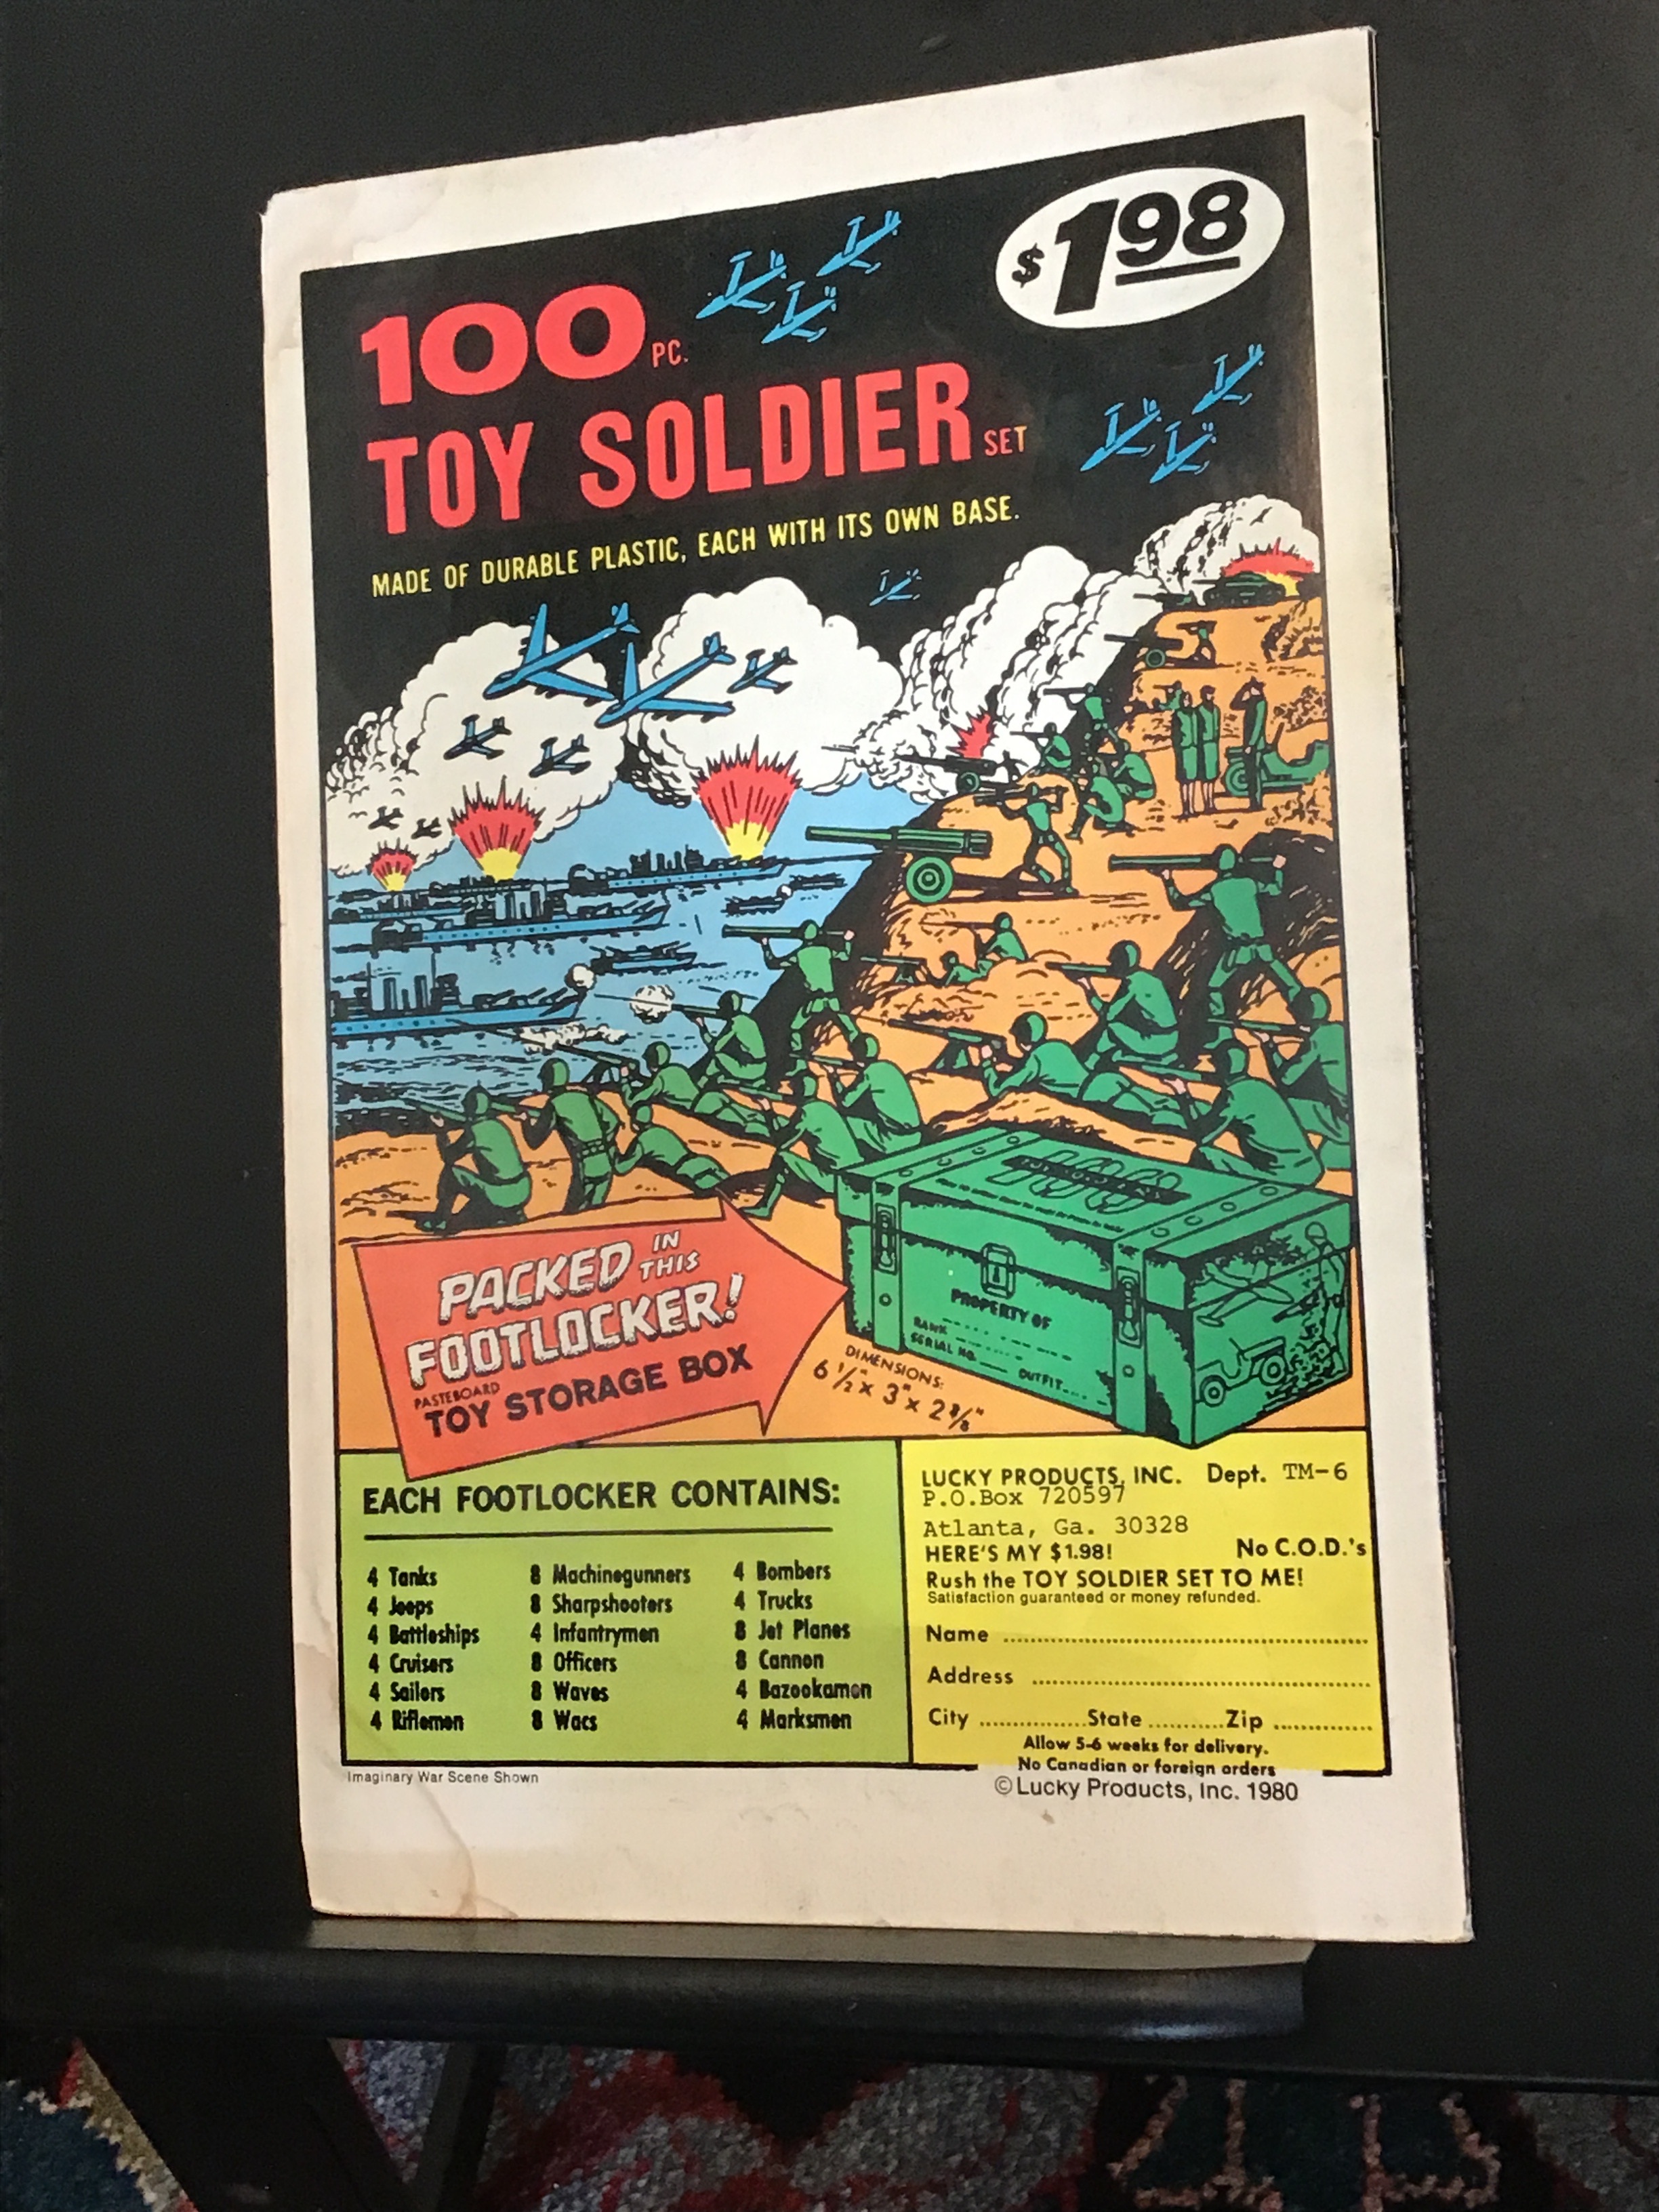 $198
100 PC.
TOY SOLDIER SET
MADE OF DURABLE PLASTIC, EACH WITH ITS OWN BASE.
PACKED IN THIS
FOOTLOCKER!
PASTEBOARD
TOY STORAGE BOX
100
PROPERTY OF
RANK
SERIAL NO.
OUTFIT
DIMENSIONS:
6 1/2" x 3" x 2 3/8"
EACH FOOTLOCKER CONTAINS:
4 Tanks
4 Jeeps
4 Battleships
4 Cruisers
4 Sailors
4 Riflemen
8 Machinegunners
8 Sharpshooters
4 Infantrymen
8 Officers
8 Waves
8 Wacs
4 Bombers
4 Trucks
8 Jet Planes
8 Cannon
4 Bazookamen
4 Marksmen
LUCKY PRODUCTS, INC. Dept. TM-6
P.O.Box 720597
Atlanta, Ga. 30328
HERE'S MY $1.98! No C.O.D.'s
Rush the TOY SOLDIER SET TO ME!
Satisfaction guaranteed or money refunded.
Name
Address
City ............... State ........... Zip ..............
Allow 5-6 weeks for delivery.
No Canadian or foreign orders
Imaginary War Scene Shown
© Lucky Products, Inc. 1980